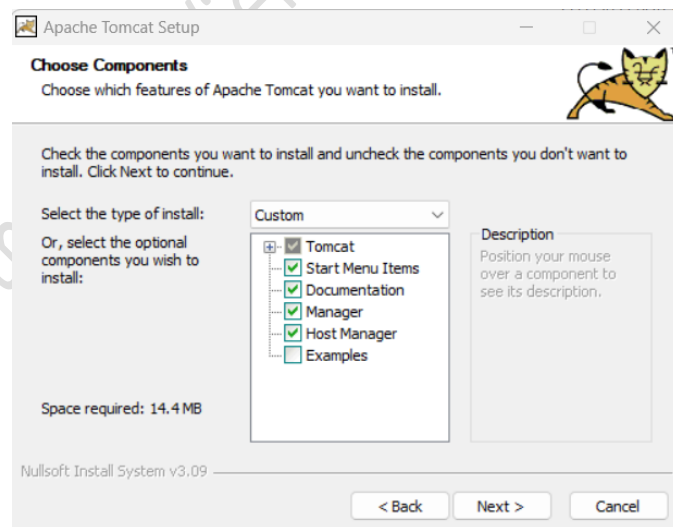 Apache Tomcat Setup
Choose Components
Choose which features of Apache Tomcat you want to install.
Check the components you want to install and uncheck the components you don't want to
install. Click Next to continue.
Select the type of install:
Custom
Or, select the optional
components you wish to
install:
Tomcat
Start Menu Items
Documentation
Manager
Host Manager
Examples
Description
Position your mouse
over a component to
see its description.
Space required: 14.4 MB
Nullsoft Install System v3.09
< Back
Next >
Cancel